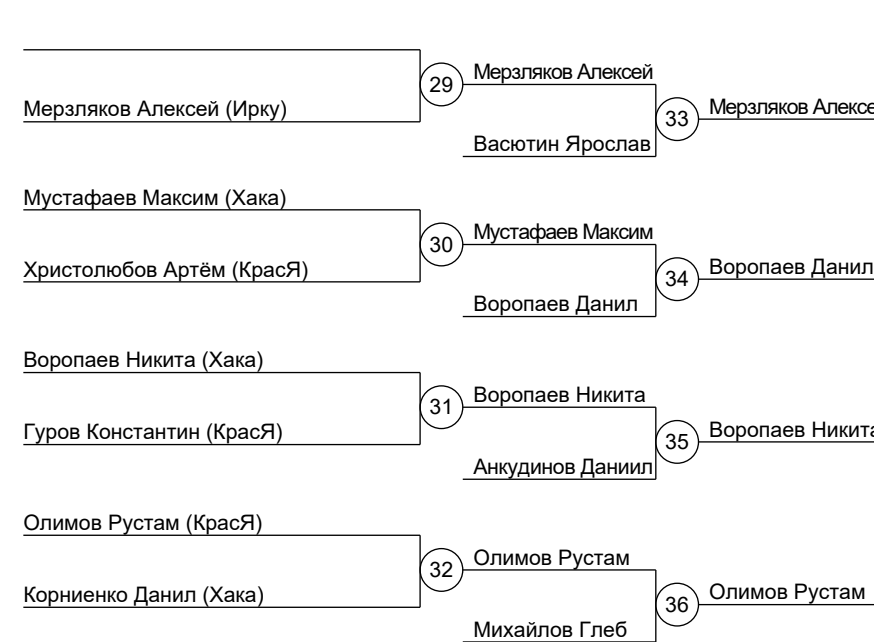 Мерзляков Алексей (Ирку)
29
Мерзляков Алексей
Васютин Ярослав
33
Мерзляков Алексе
Мустафаев Максим (Хака)
Христолюбов Артём (КрасЯ)
30
Мустафаев Максим
Воропаев Данил
34
Воропаев Данил
Воропаев Никита (Хака)
Гуров Константин (КрасЯ)
31
Воропаев Никита
Анкудинов Даниил
35
Воропаев Никита
Олимов Рустам (КрасЯ)
Корниенко Данил (Хака)
32
Олимов Рустам
Михайлов Глеб
36
Олимов Рустам